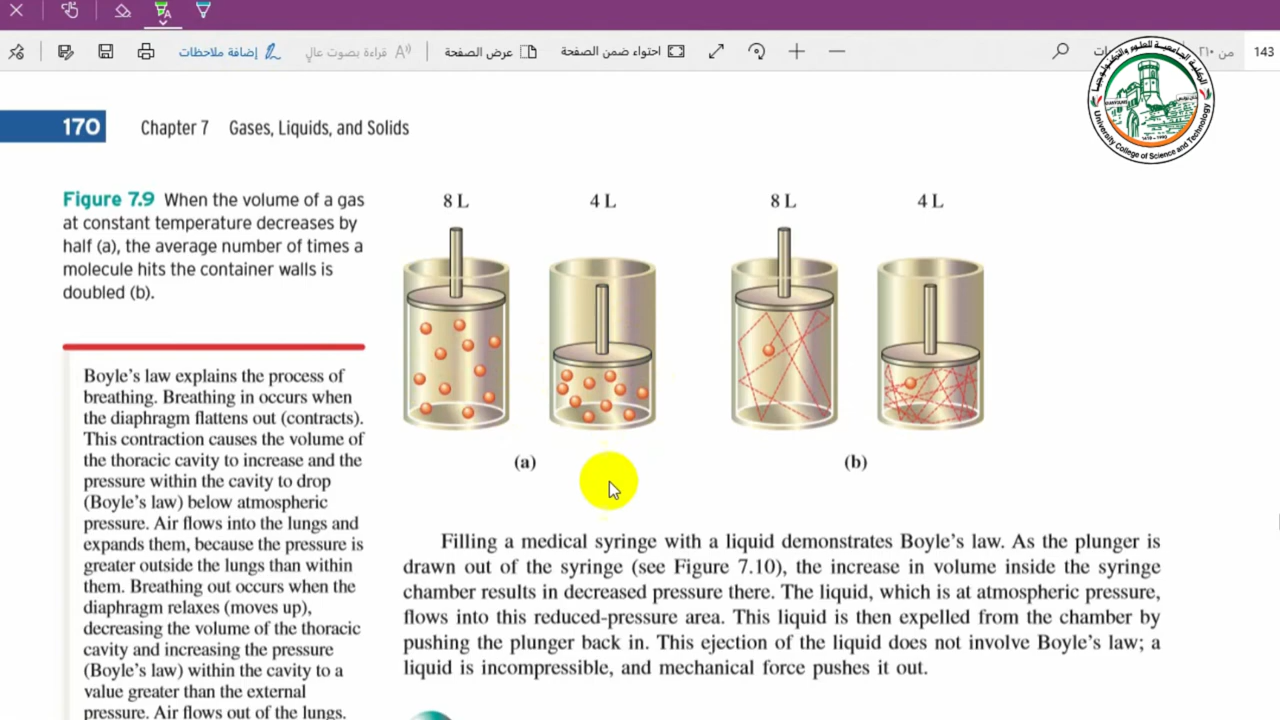 إضافة ملاحظات
قراءة بصوت عالٍ
عرض الصفحة
احتواء ضمن الصفحة
143
من ٢٦٠
الكلية الجامعية للعلوم والتكنولوجيا
University College of Science and Technology
170 Chapter 7 Gases, Liquids, and Solids
Figure 7.9 When the volume of a gas
at constant temperature decreases by
half (a), the average number of times a
molecule hits the container walls is
doubled (b).
8 L 4 L 8 L 4 L
(a) (b)
Boyle’s law explains the process of
breathing. Breathing in occurs when
the diaphragm flattens out (contracts).
This contraction causes the volume of
the thoracic cavity to increase and the
pressure within the cavity to drop
(Boyle’s law) below atmospheric
pressure. Air flows into the lungs and
expands them, because the pressure is
greater outside the lungs than within
them. Breathing out occurs when the
diaphragm relaxes (moves up),
decreasing the volume of the thoracic
cavity and increasing the pressure
(Boyle’s law) within the cavity to a
value greater than the external
pressure. Air flows out of the lungs.
Filling a medical syringe with a liquid demonstrates Boyle’s law. As the plunger is
drawn out of the syringe (see Figure 7.10), the increase in volume inside the syringe
chamber results in decreased pressure there. The liquid, which is at atmospheric pressure,
flows into this reduced-pressure area. This liquid is then expelled from the chamber by
pushing the plunger back in. This ejection of the liquid does not involve Boyle’s law; a
liquid is incompressible, and mechanical force pushes it out.